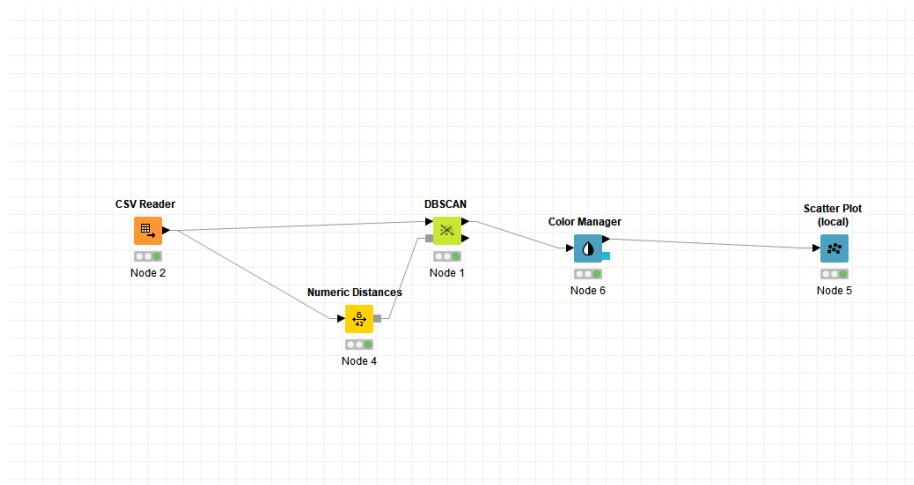 CSV Reader
Node 2
Numeric Distances
Node 4
DBSCAN
Node 1
Color Manager
Node 6
Scatter Plot
(local)
Node 5